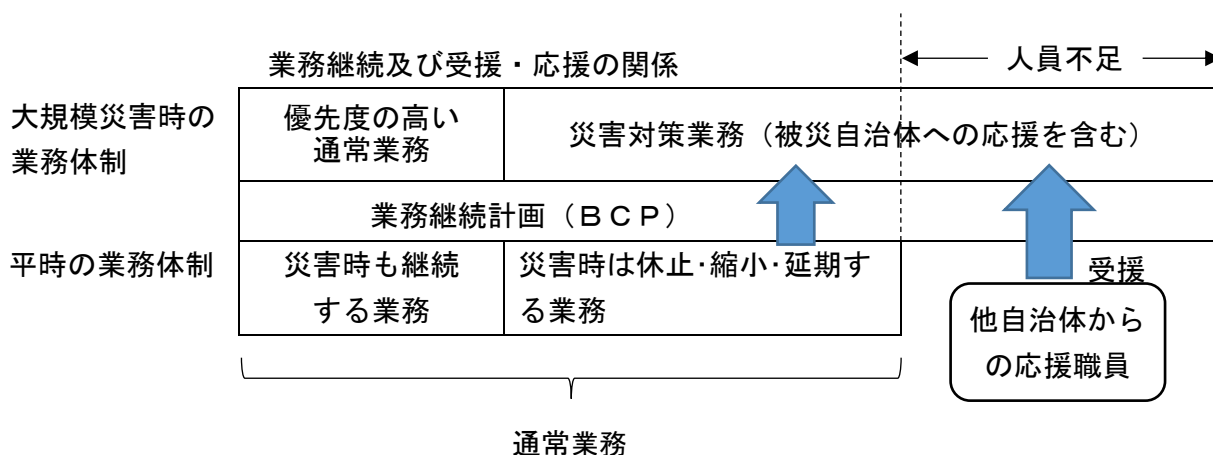 業務継続及び受援・応援の関係
人員不足
大規模災害時の
業務体制
優先度の高い
通常業務
災害対策業務（被災自治体への応援を含む）
業務継続計画（ＢＣＰ）
平時の業務体制
災害時も継続
する業務
災害時は休止･縮小･延期す
る業務
受援
他自治体から
の応援職員
通常業務